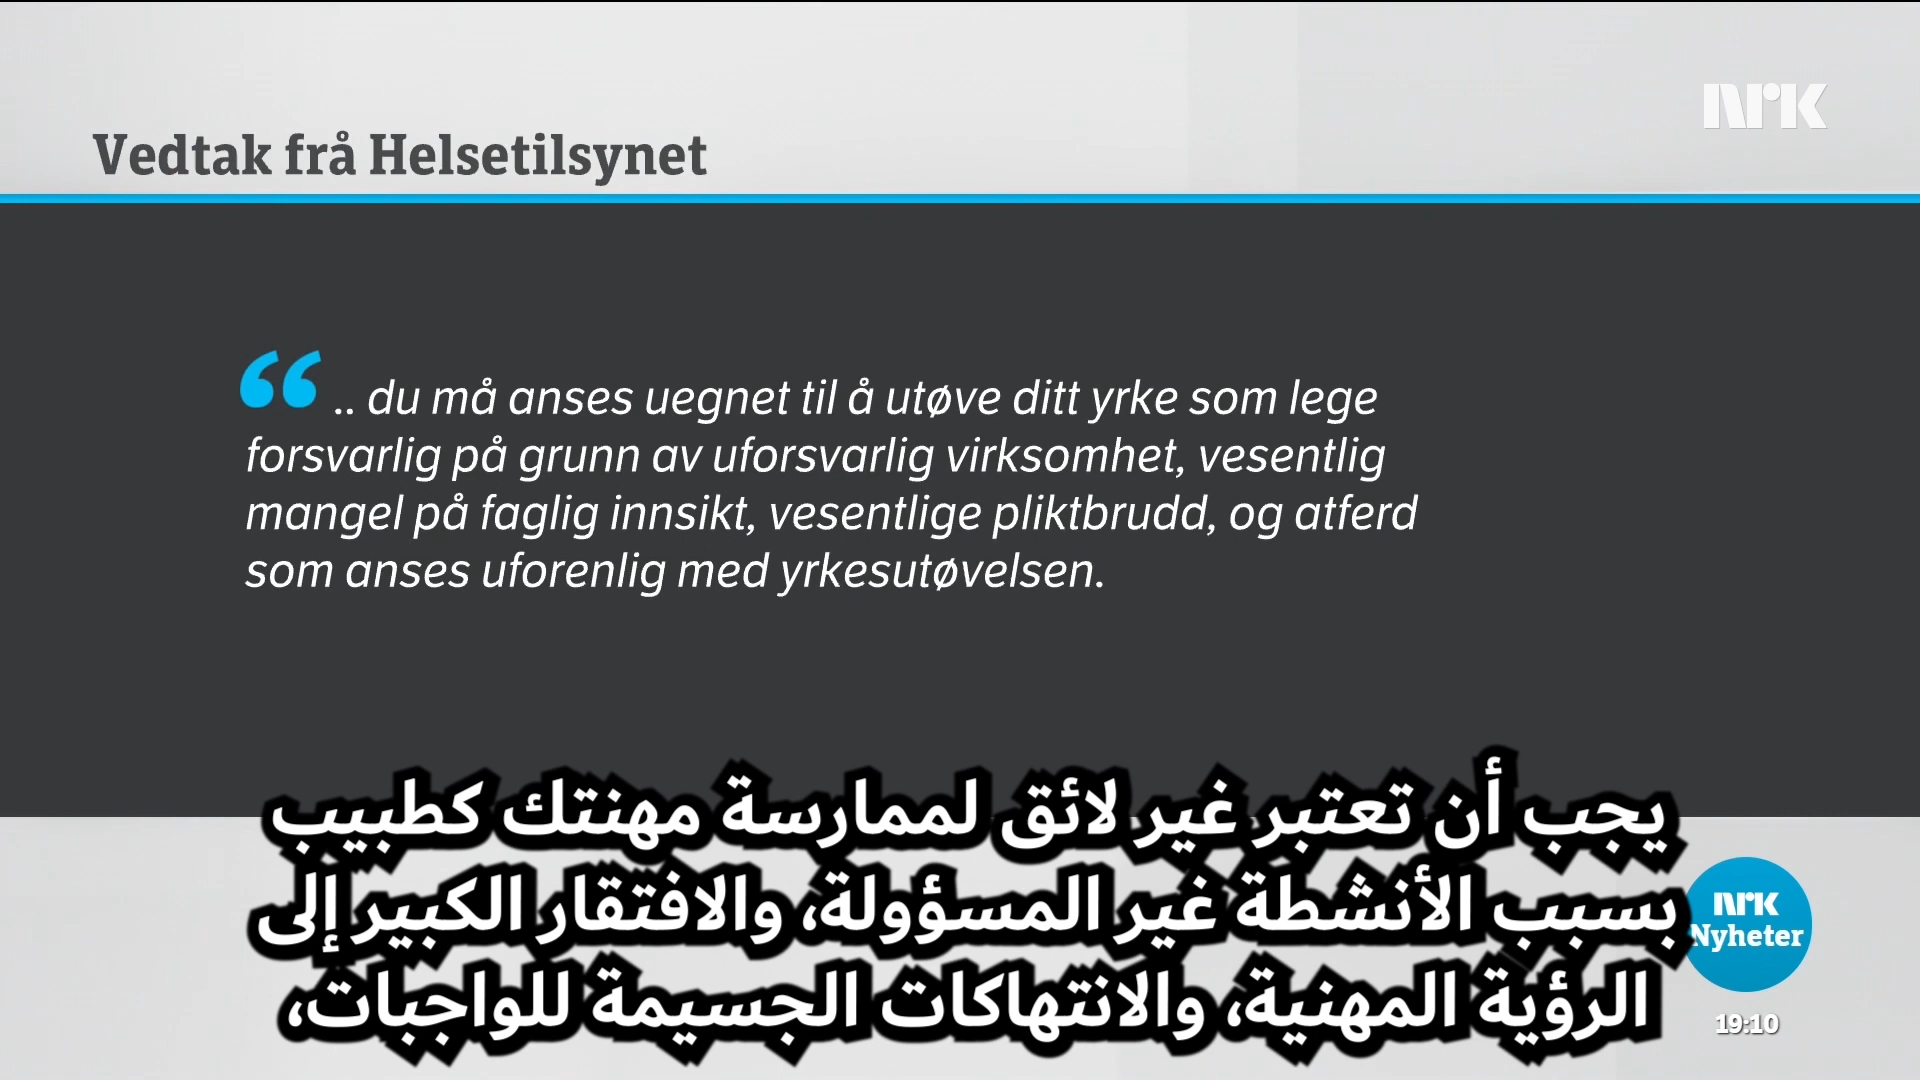 NRK
Vedtak frå Helsetilsynet
“ .. du må anses uegnet til å utøve ditt yrke som lege
forsvarlig på grunn av uforsvarlig virksomhet, vesentlig
mangel på faglig innsikt, vesentlige pliktbrudd, og atferd
som anses uforenlig med yrkesutøvelsen.
يجب أن تعتبر غير لائق لممارسة مهنتك كطبيب
بسبب الأنشطة غير المسؤولة، والافتقار الكبير إلى
الرؤية المهنية، والانتهاكات الجسيمة للواجبات،
NRK
Nyheter
19:10